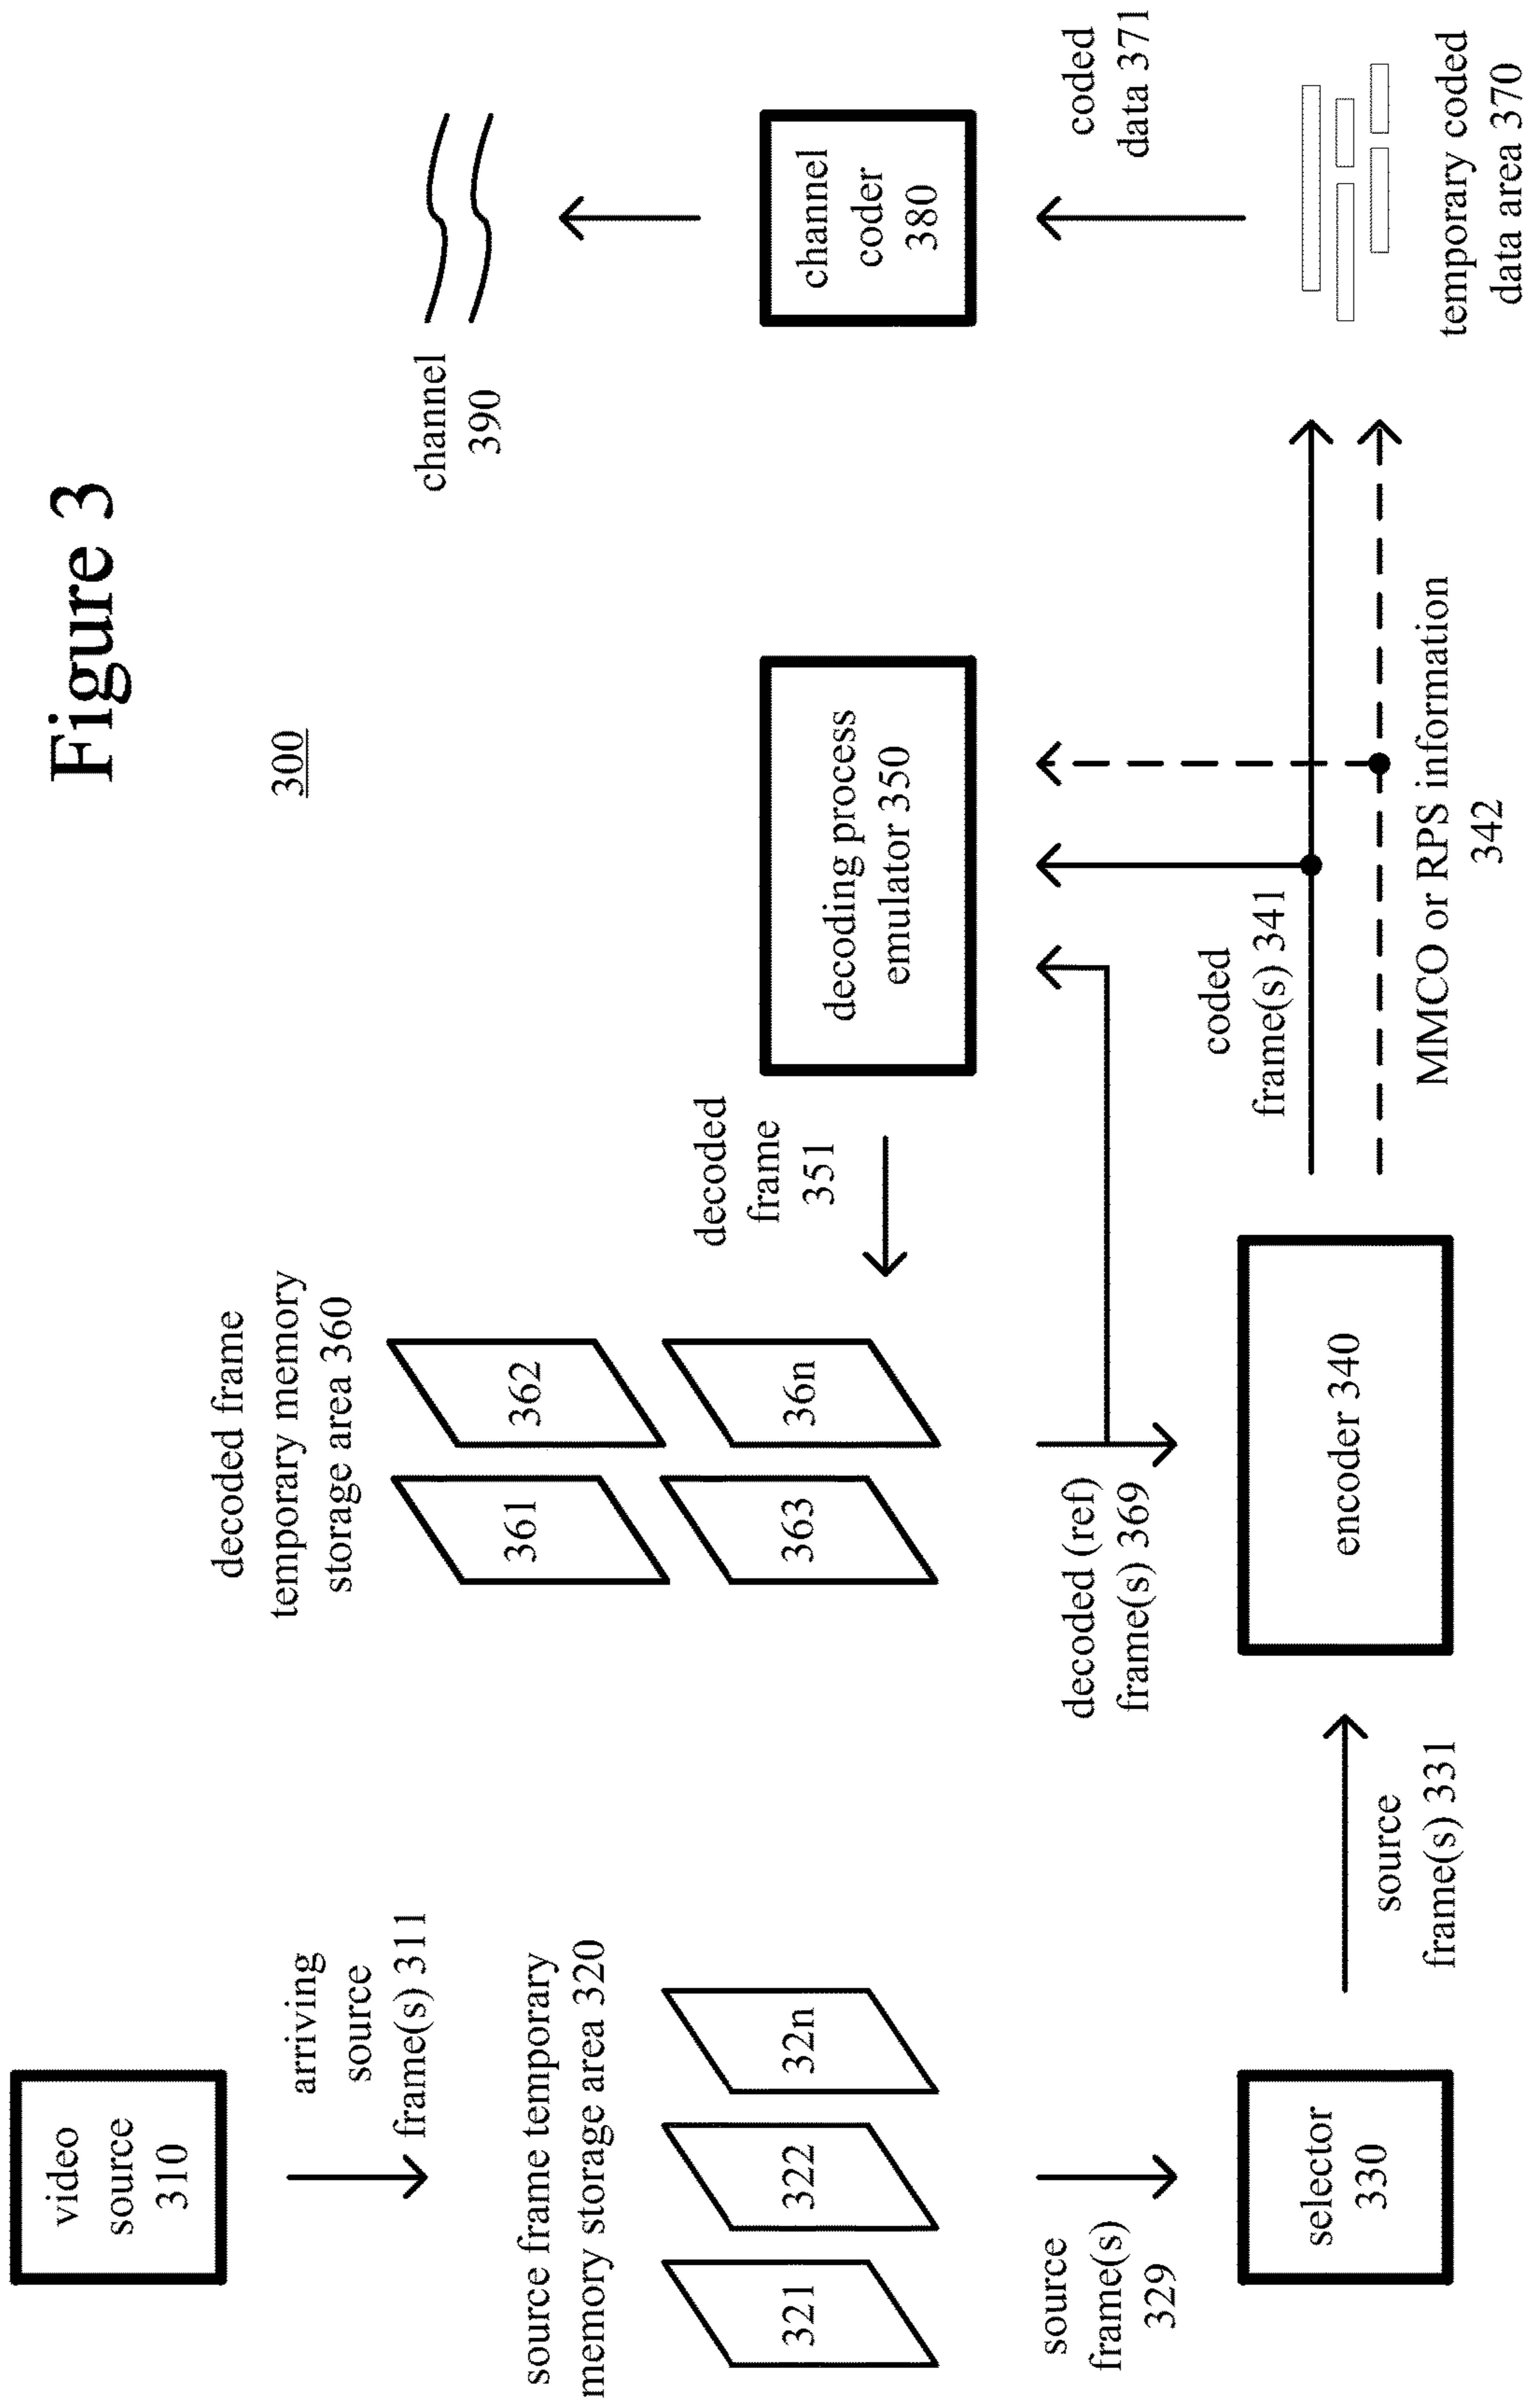 Figure 3
300
video
source
310
arriving
source
frame(s) 311
source frame temporary
memory storage area 320
321
322
32n
source
frame(s)
329
selector
330
source
frame(s) 331
decoded frame
temporary memory
storage area 360
361
362
363
36n
decoded (ref)
frame(s) 369
encoder 340
decoded
frame
351
decoding process
emulator 350
coded
frame(s) 341
MMCO or RPS information
342
channel
390
channel
coder
380
coded
data 371
temporary coded
data area 370